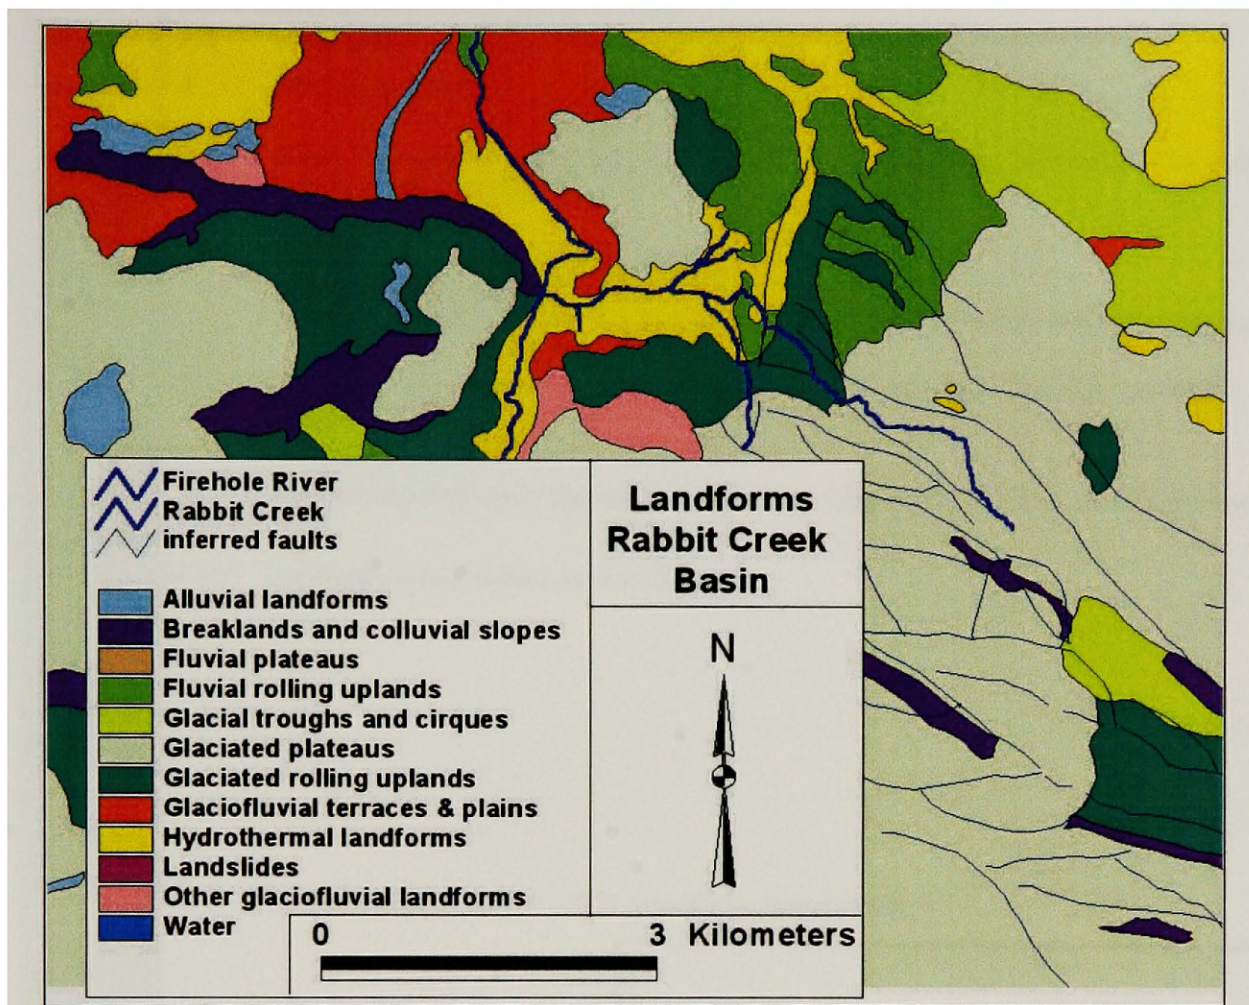 Firehole River
Rabbit Creek
inferred faults
Alluvial landforms
Breaklands and colluvial slopes
Fluvial plateaus
Fluvial rolling uplands
Glacial troughs and cirques
Glaciated plateaus
Glaciated rolling uplands
Glaciofluvial terraces & plains
Hydrothermal landforms
Landslides
Other glaciofluvial landforms
Water
Landforms
Rabbit Creek
Basin
N
0 3 Kilometers